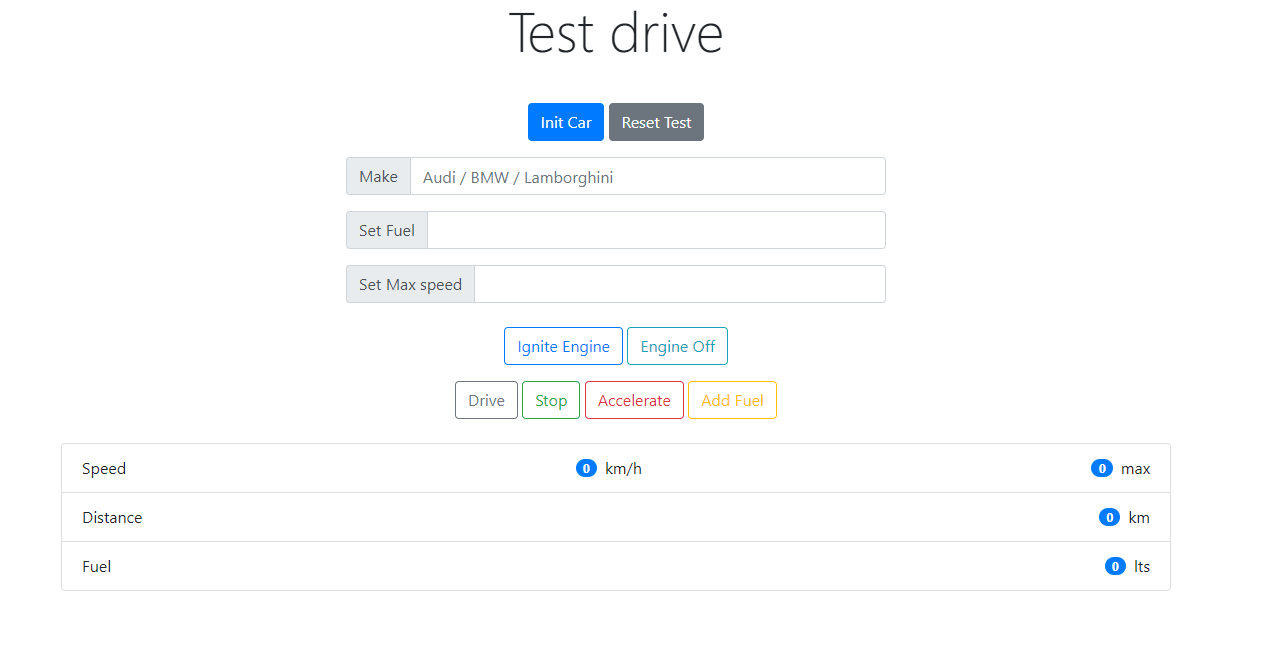 Test drive
Init Car Reset Test
Make Audi / BMW / Lamborghini
Set Fuel
Set Max speed
Ignite Engine Engine Off
Drive Stop Accelerate Add Fuel
Speed 0 km/h 0 max
Distance 0 km
Fuel 0 lts